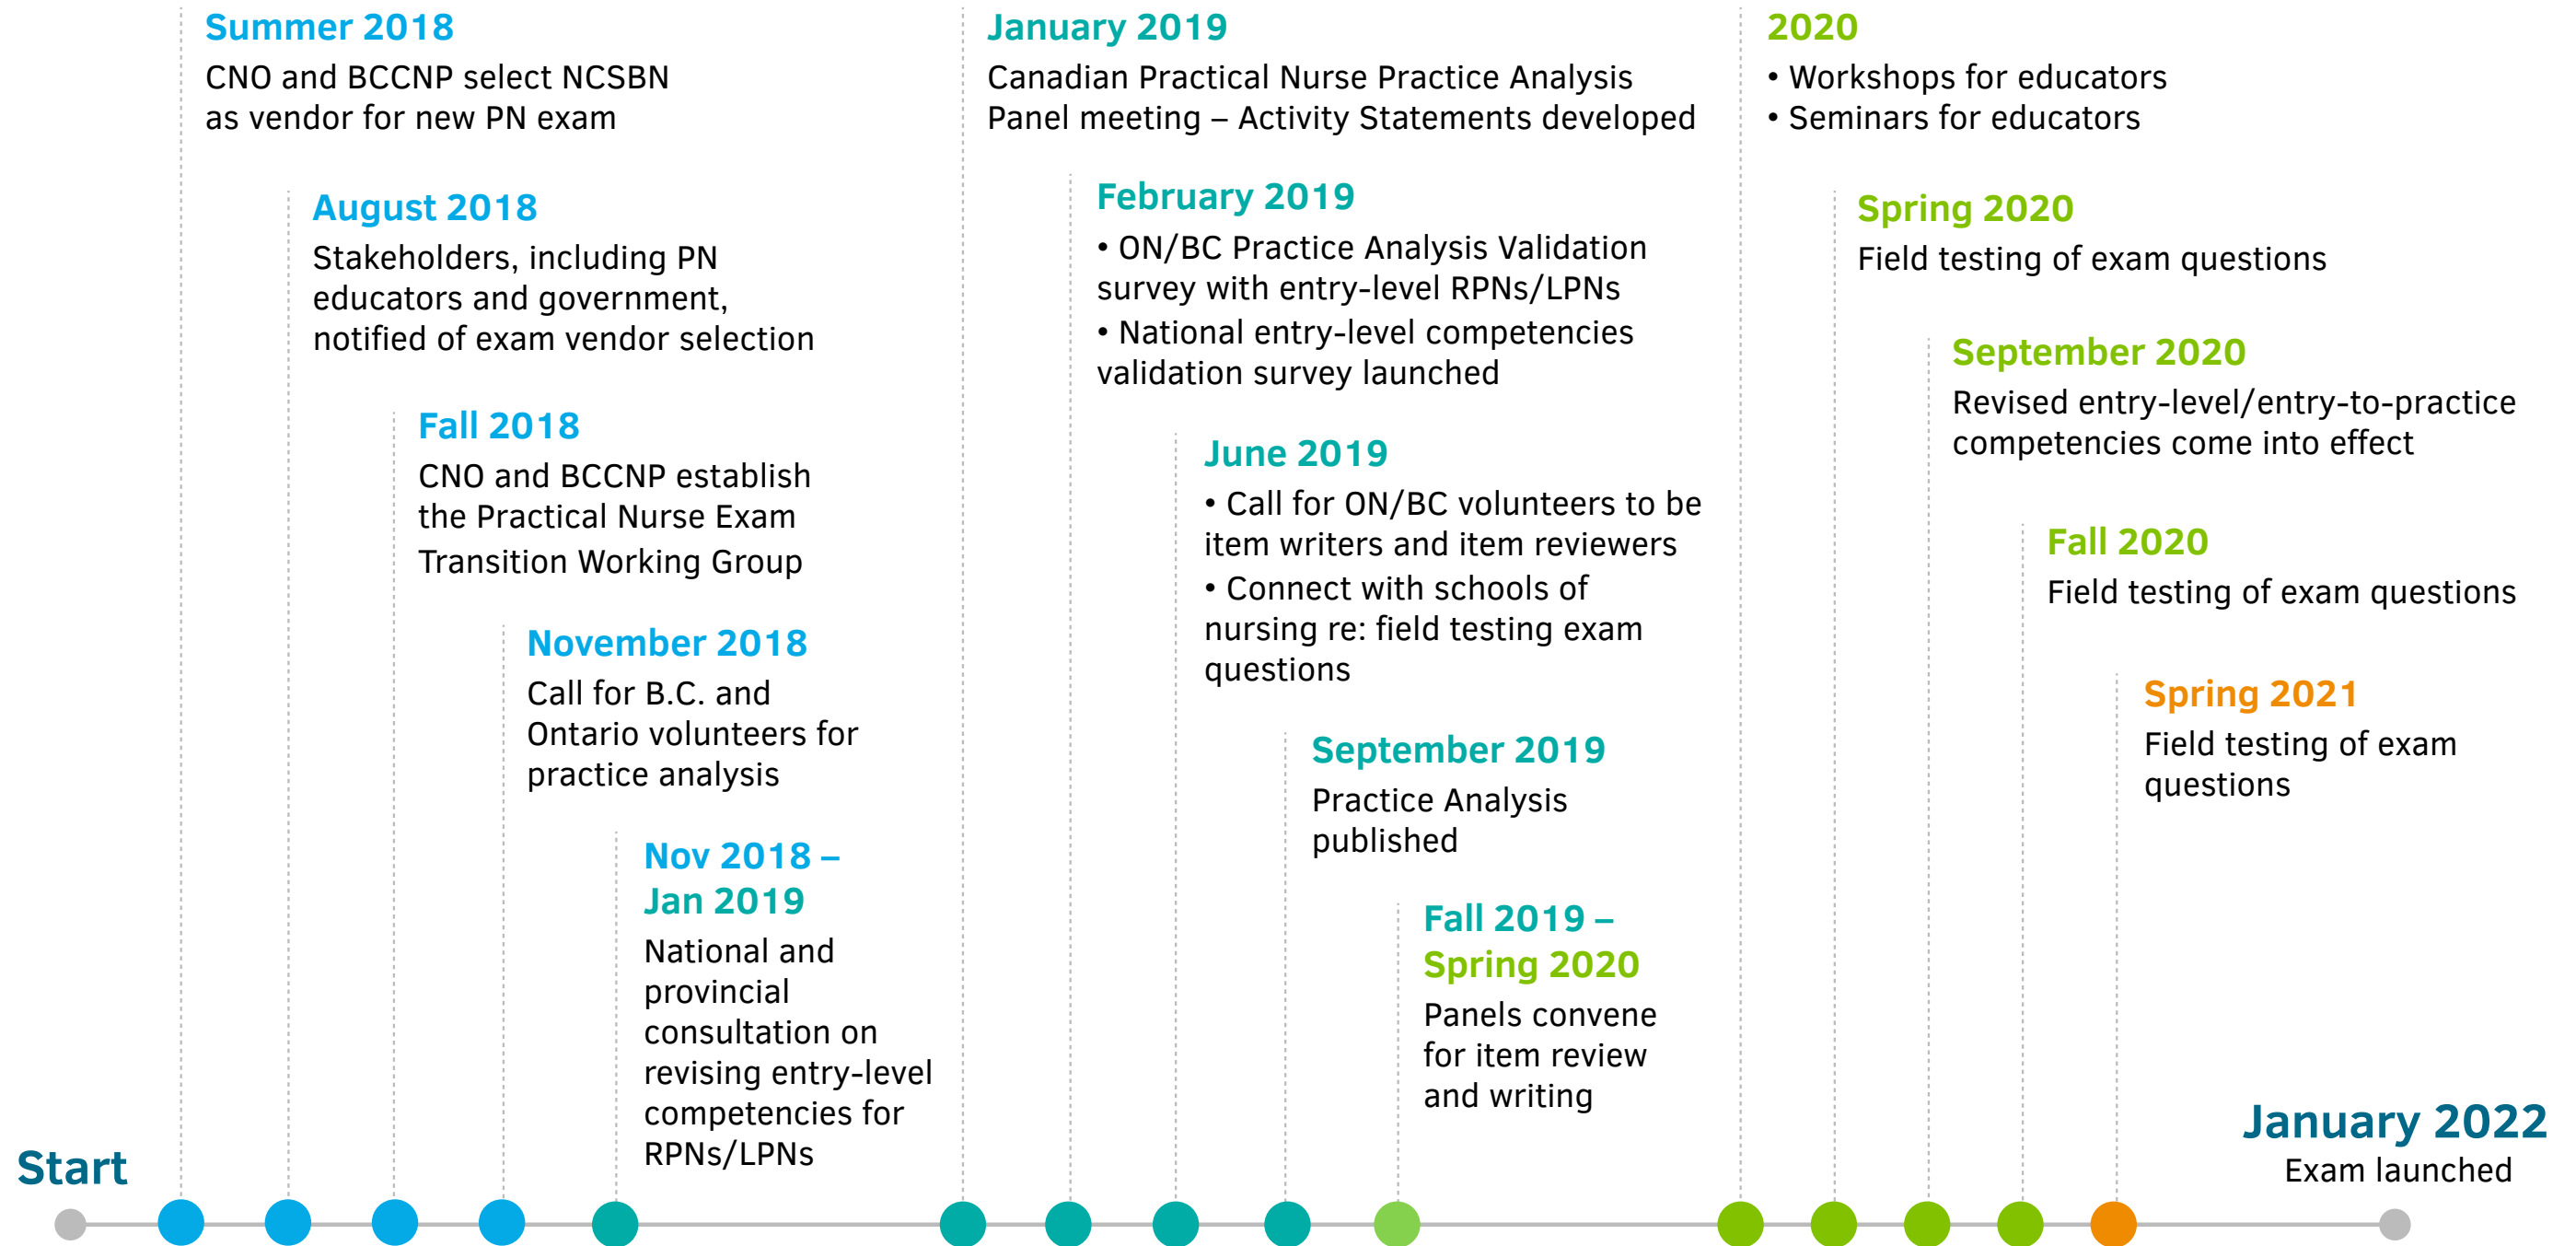 Summer 2018
CNO and BCCNP select NCSBN
as vendor for new PN exam
August 2018
Stakeholders, including PN
educators and government,
notified of exam vendor selection
Fall 2018
CNO and BCCNP establish
the Practical Nurse Exam
Transition Working Group
November 2018
Call for B.C. and
Ontario volunteers for
practice analysis
Nov 2018 –
Jan 2019
National and
provincial
consultation on
revising entry-level
competencies for
RPNs/LPNs
January 2019
Canadian Practical Nurse Practice Analysis
Panel meeting – Activity Statements developed
February 2019
• ON/BC Practice Analysis Validation
survey with entry-level RPNs/LPNs
• National entry-level competencies
validation survey launched
June 2019
• Call for ON/BC volunteers to be
item writers and item reviewers
• Connect with schools of
nursing re: field testing exam
questions
September 2019
Practice Analysis
published
Fall 2019 –
Spring 2020
Panels convene
for item review
and writing
2020
• Workshops for educators
• Seminars for educators
Spring 2020
Field testing of exam questions
September 2020
Revised entry-level/entry-to-practice
competencies come into effect
Fall 2020
Field testing of exam questions
Spring 2021
Field testing of exam
questions
Start
January 2022
Exam launched